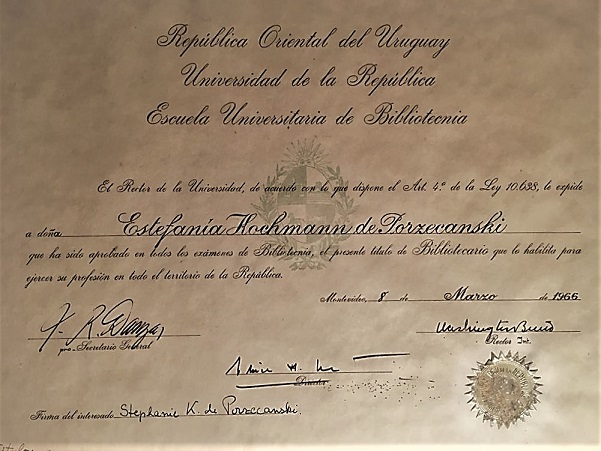 República Oriental del Uruguay
Universidad de la República
Escuela Universitaria de Bibliotecnia
El Rector de la Universidad, de acuerdo con lo que dispone el Art. 4.º de la Ley 10.638, le expide
a doña Estefanía Hochmann de Porzecanski
que ha sido aprobado en todos los exámenes de Bibliotecnia, el presente título de Bibliotecario que lo habilita para
ejercer su profesión en todo el territorio de la República.
Montevideo, 8 de Marzo de 1966
pro-Secretario General
Rector Int.
Director
Firma del interesado Stephanie K. de Porzecanski